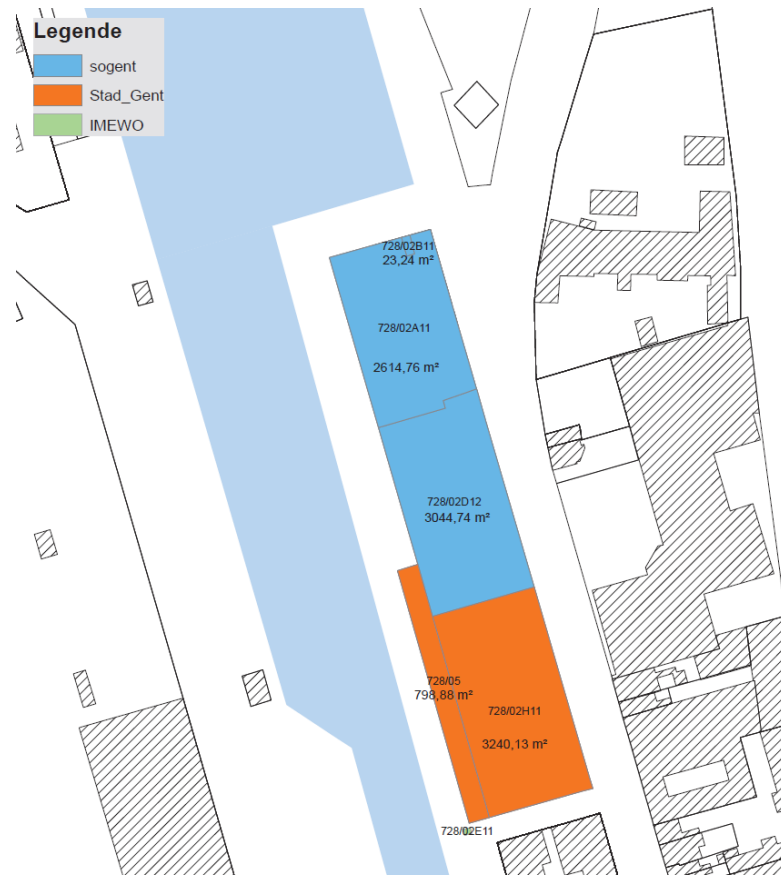 Legende
sogent
Stad_Gent
IMEWO
728/02B11
23,24 m²
728/02A11
2614,76 m²
728/02D12
3044,74 m²
728/05
798,88 m²
728/02H11
3240,13 m²
728/02E11